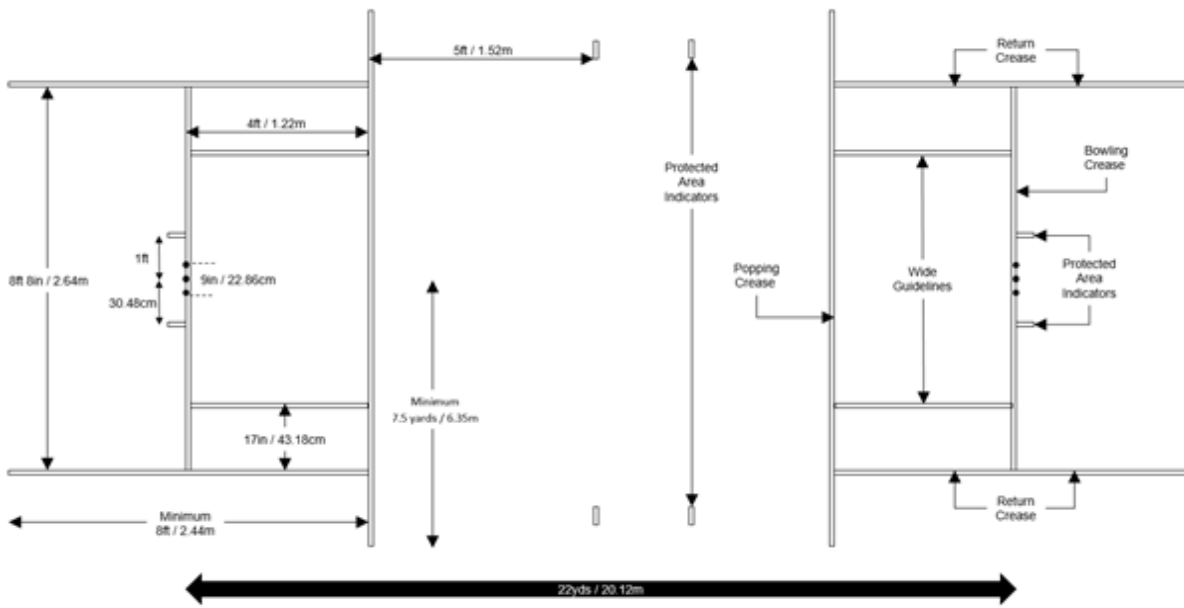 5ft / 1.52m
Return
Crease
4ft / 1.22m
Bowling
Crease
Protected
Area
Indicators
1ft
8ft 8in / 2.64m
9in / 22.86cm
30.48cm
Popping
Crease
Wide
Guidelines
Protected
Area
Indicators
Minimum
7.5 yards / 6.35m
17in / 43.18cm
Minimum
8ft / 2.44m
Return
Crease
22yds / 20.12m